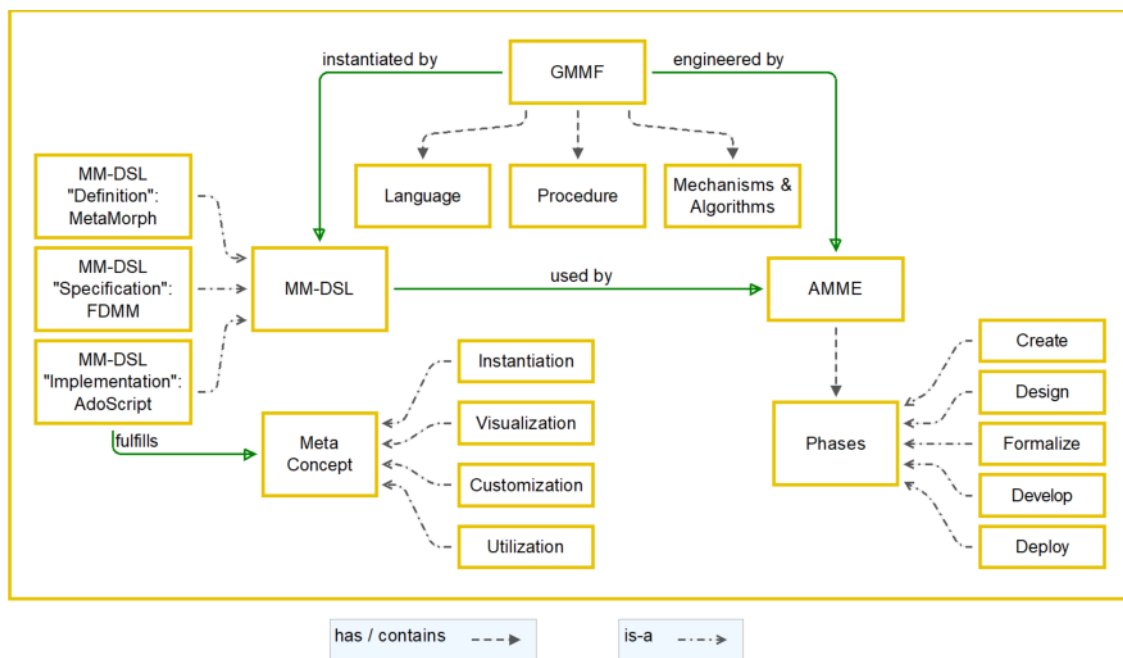 instantiated by
GMMF
engineered by
Language
Procedure
Mechanisms &
Algorithms
MM-DSL
"Definition":
MetaMorph
MM-DSL
"Specification":
FDMM
MM-DSL
"Implementation":
AdoScript
MM-DSL
used by
AMME
fulfills
Meta
Concept
Instantiation
Visualization
Customization
Utilization
Phases
Create
Design
Formalize
Develop
Deploy
has / contains
is-a